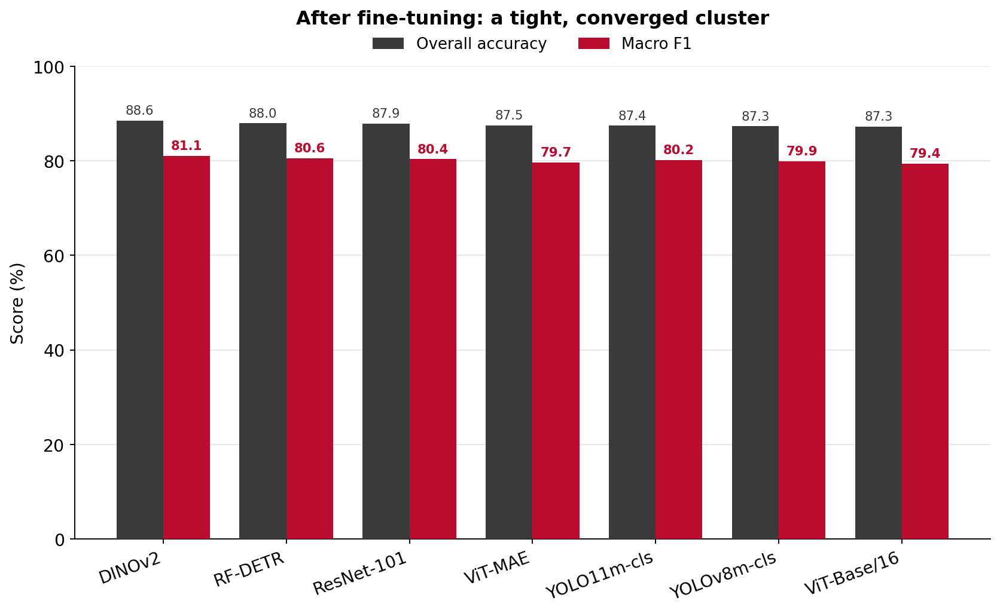 After fine-tuning: a tight, converged cluster
Overall accuracy
Macro F1
Score (%)
100
80
60
40
20
0
88.6
81.1
88.0
80.6
87.9
80.4
87.5
79.7
87.4
80.2
87.3
79.9
87.3
79.4
DINOv2
RF-DETR
ResNet-101
ViT-MAE
YOLO11m-cls
YOLOv8m-cls
ViT-Base/16